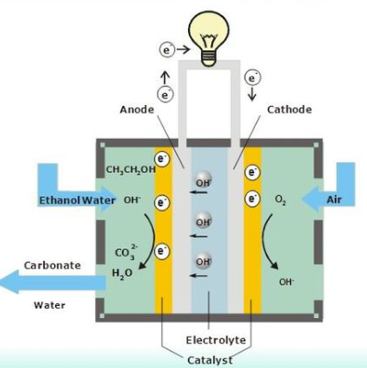 e⁻
e⁻
e⁻
Anode
Cathode
CH₃CH₂OH
e⁻
e⁻
OH⁻
Ethanol Water
OH⁻
e⁻
e⁻
O₂
Air
OH⁻
CO₃²⁻
e⁻
Carbonate
H₂O
OH⁻
OH⁻
Water
Electrolyte
Catalyst